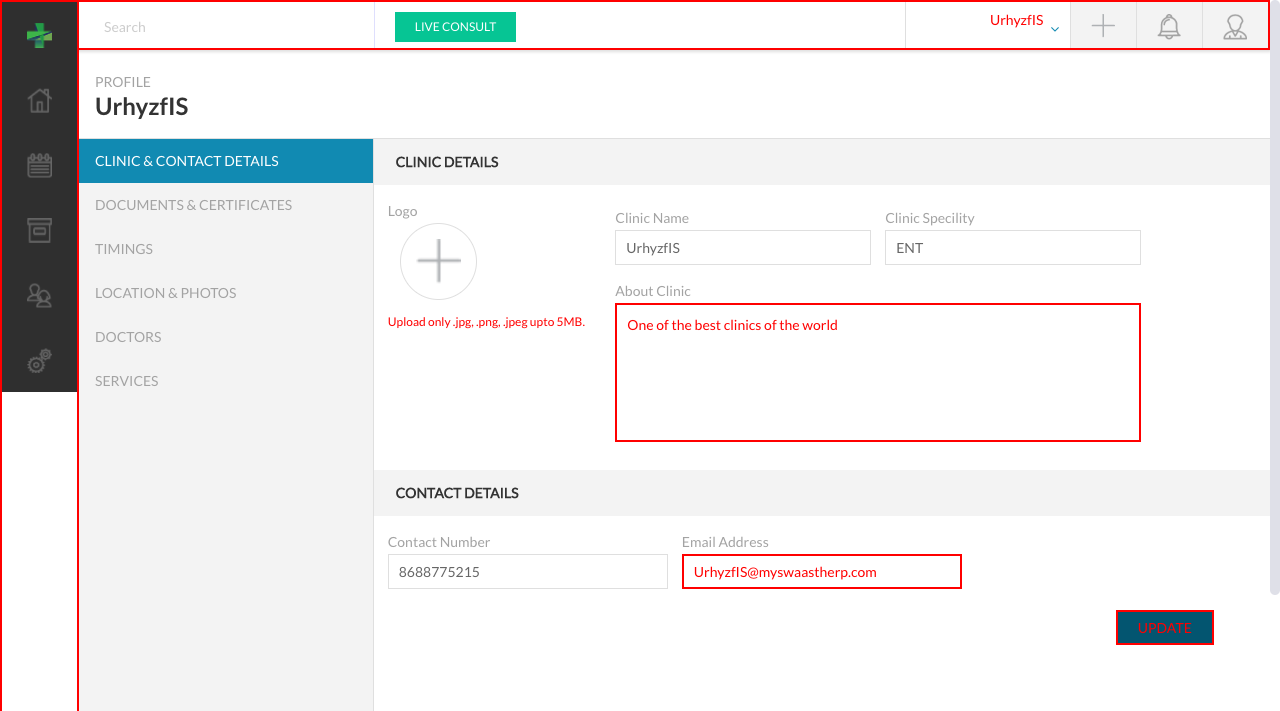 Search
LIVE CONSULT
UrhyzfIS
PROFILE
UrhyzfIS
CLINIC & CONTACT DETAILS
DOCUMENTS & CERTIFICATES
TIMINGS
LOCATION & PHOTOS
DOCTORS
SERVICES
CLINIC DETAILS
Logo
Upload only .jpg, .png, .jpeg upto 5MB.
Clinic Name
Clinic Specility
UrhyzfIS
ENT
About Clinic
One of the best clinics of the world
CONTACT DETAILS
Contact Number
Email Address
8688775215
UrhyzfIS@myswaastherp.com
UPDATE